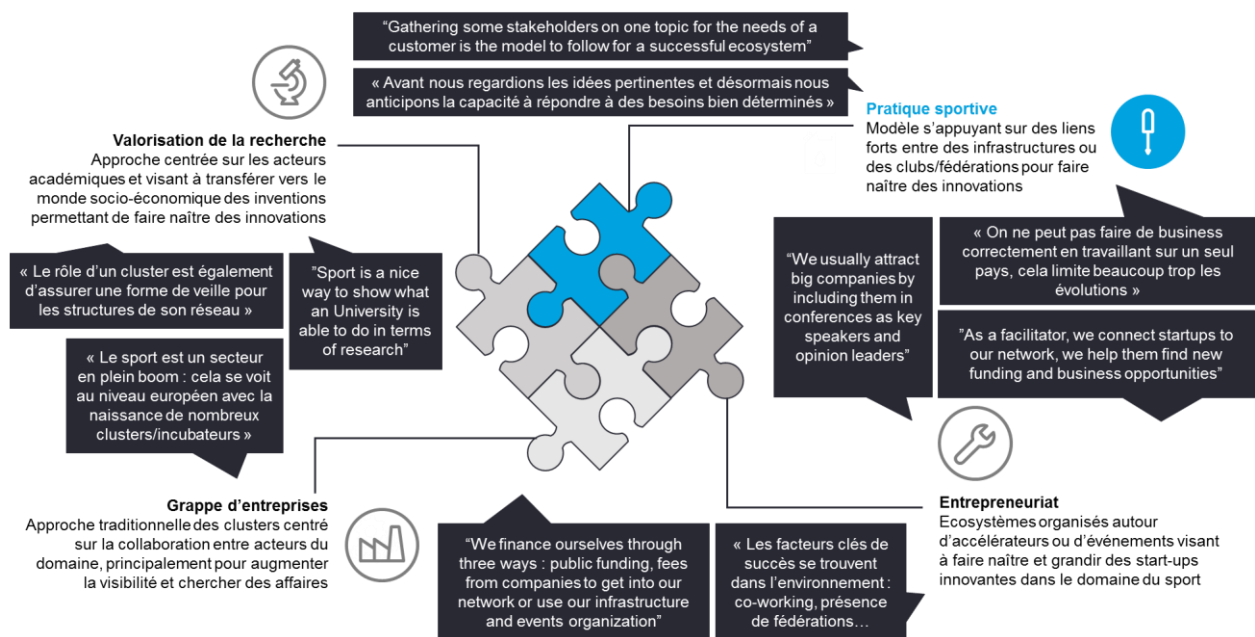 "Gathering some stakeholders on one topic for the needs of a
customer is the model to follow for a successful ecosystem"
« Avant nous regardions les idées pertinentes et désormais nous
anticipons la capacité à répondre à des besoins bien déterminés »
Valorisation de la recherche
Approche centrée sur les acteurs
académiques et visant à transférer vers le
monde socio-économique des inventions
permettant de faire naître des innovations
Pratique sportive
Modèle s'appuyant sur des liens
forts entre des infrastructures ou
des clubs/fédérations pour faire
naître des innovations
« Le rôle d'un cluster est également
d'assurer une forme de veille pour
les structures de son réseau »
"Sport is a nice
way to show what
an University is
able to do in terms
of research"
« Le sport est un secteur
en plein boom : cela se voit
au niveau européen avec la
naissance de nombreux
clusters/incubateurs »
"We usually attract
big companies by
including them in
conferences as key
speakers and
opinion leaders"
« On ne peut pas faire de business
correctement en travaillant sur un seul
pays, cela limite beaucoup trop les
évolutions »
"As a facilitator, we connect startups to
our network, we help them find new
funding and business opportunities"
Grappe d'entreprises
Approche traditionnelle des clusters centré
sur la collaboration entre acteurs du
domaine, principalement pour augmenter
la visibilité et chercher des affaires
"We finance ourselves through
three ways : public funding, fees
from companies to get into our
network or use our infrastructure
and events organization"
« Les facteurs clés de
succès se trouvent
dans l'environnement :
co-working, présence
de fédérations…
Entrepreneuriat
Ecosystèmes organisés autour
d'accélérateurs ou d'événements visant
à faire naître et grandir des start-ups
innovantes dans le domaine du sport